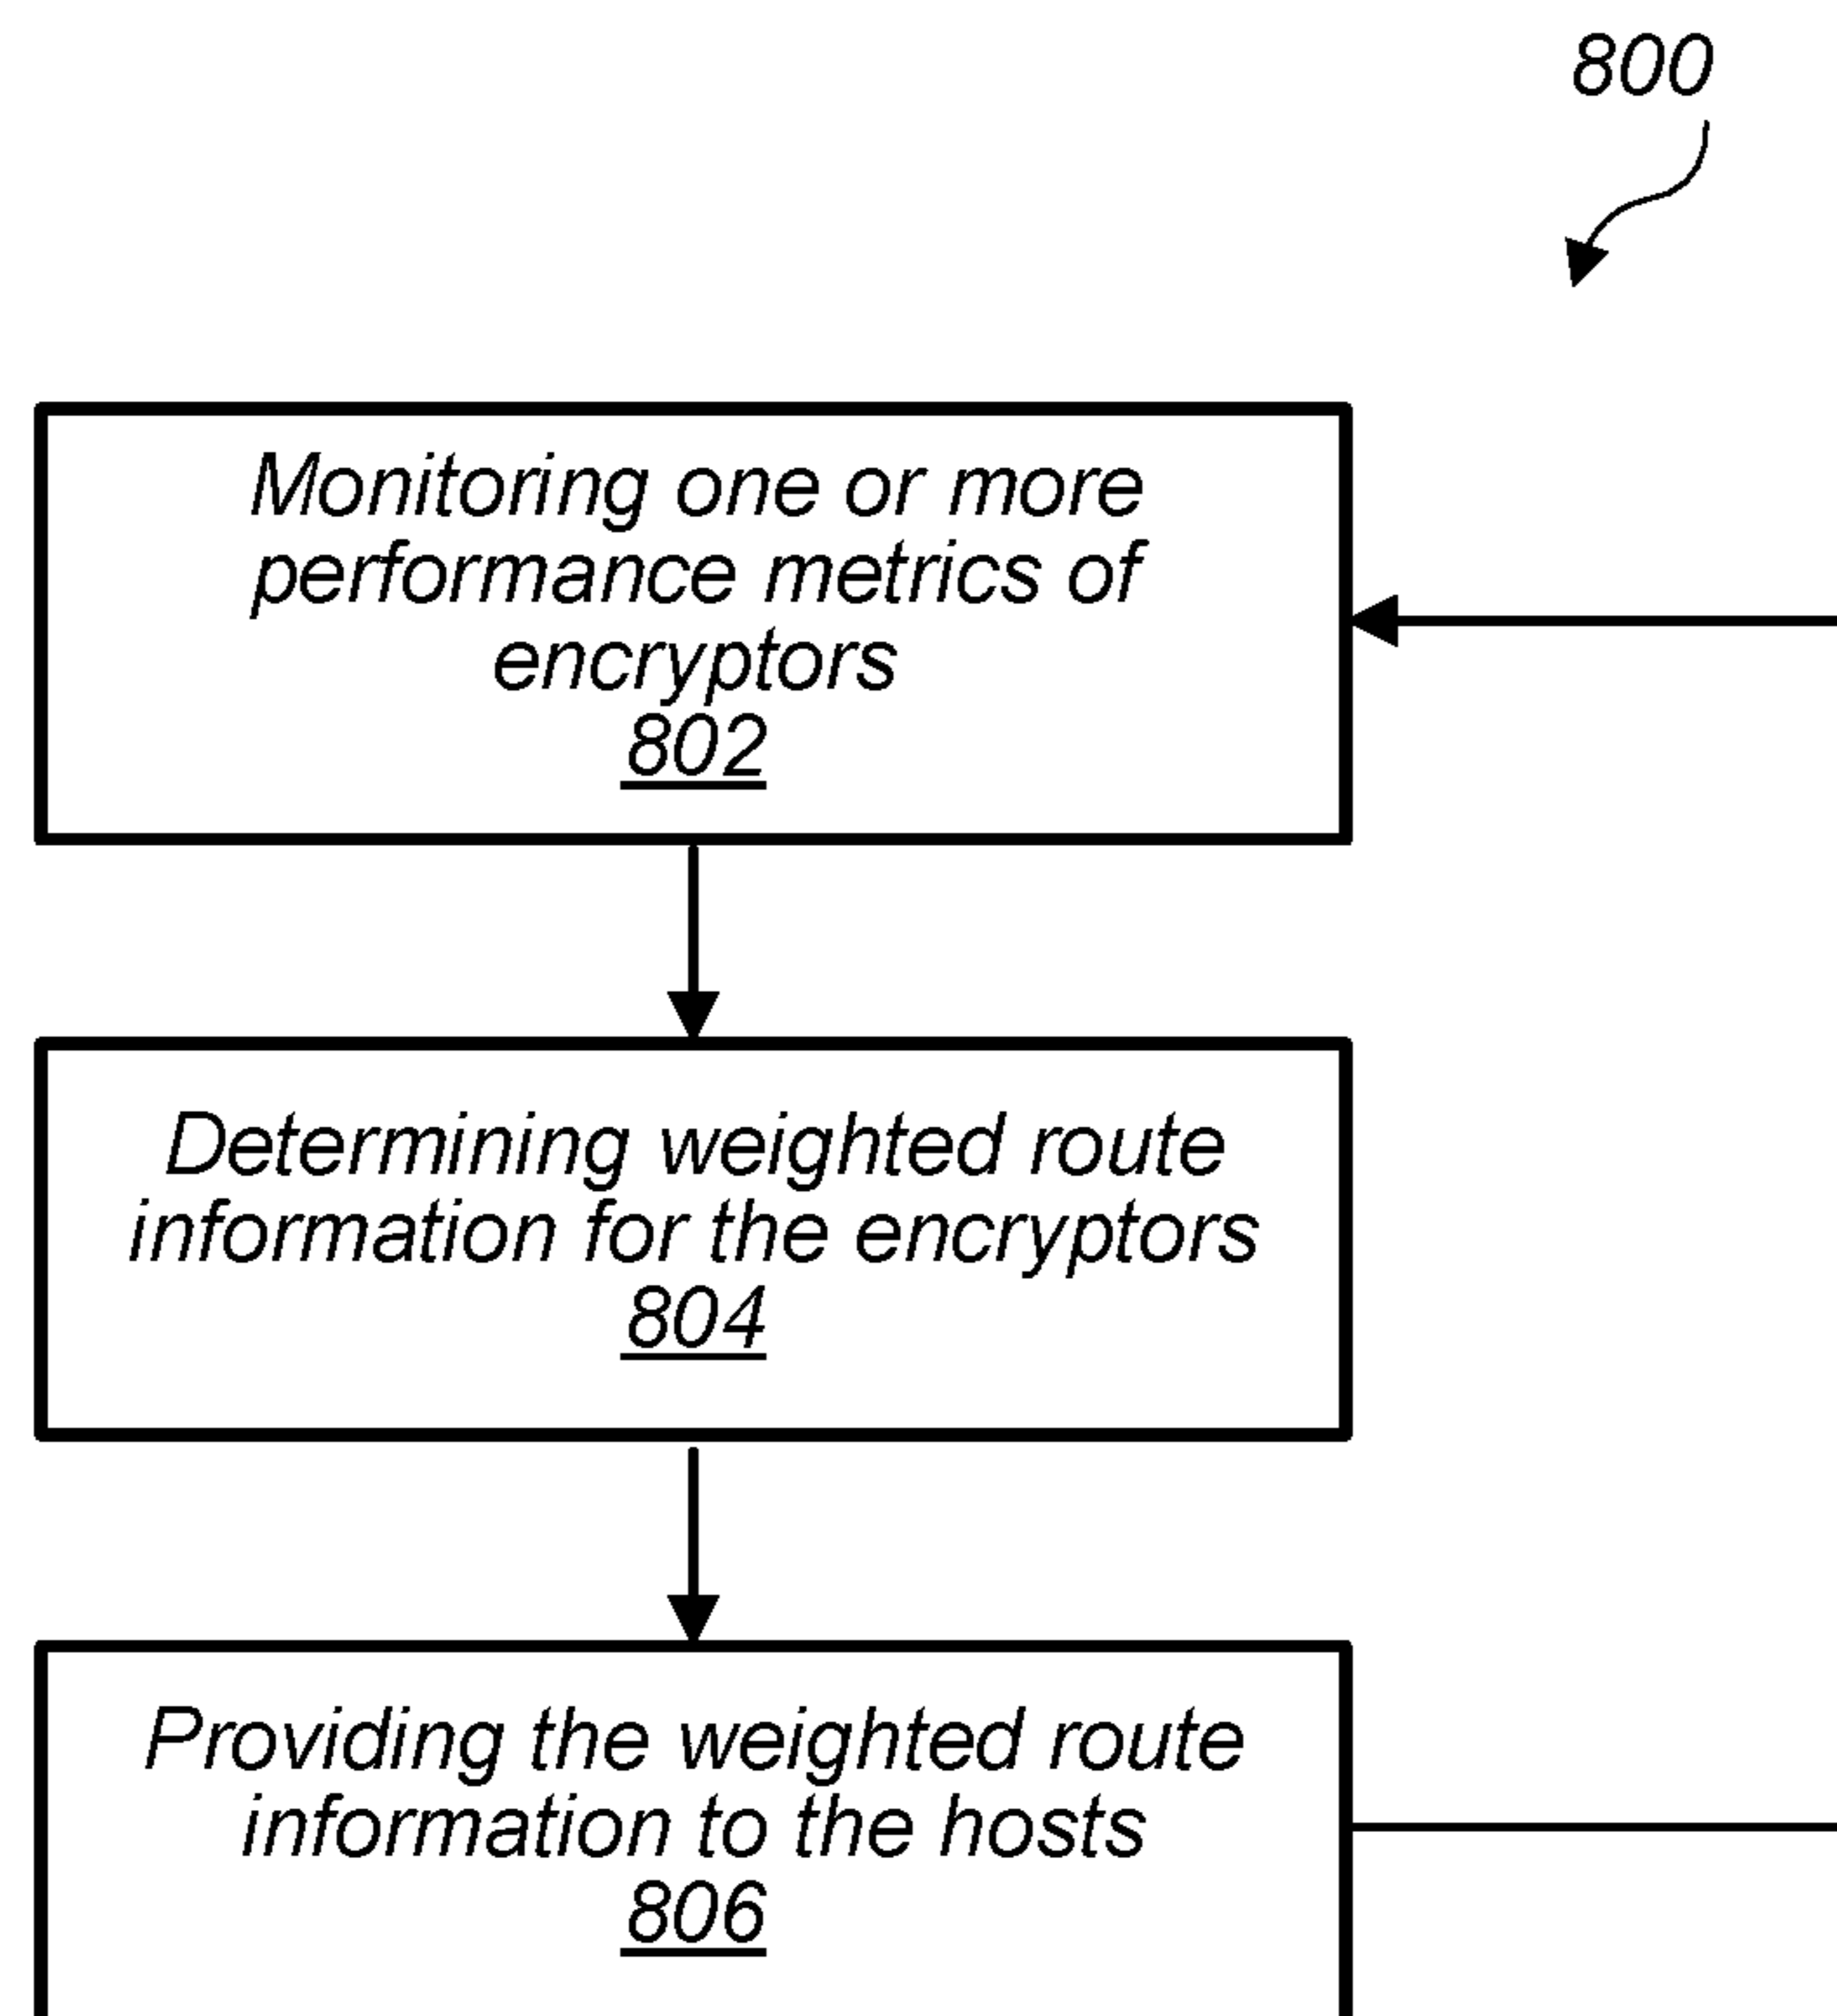 800
Monitoring one or more
performance metrics of
encryptors
802
Determining weighted route
information for the encryptors
804
Providing the weighted route
information to the hosts
806